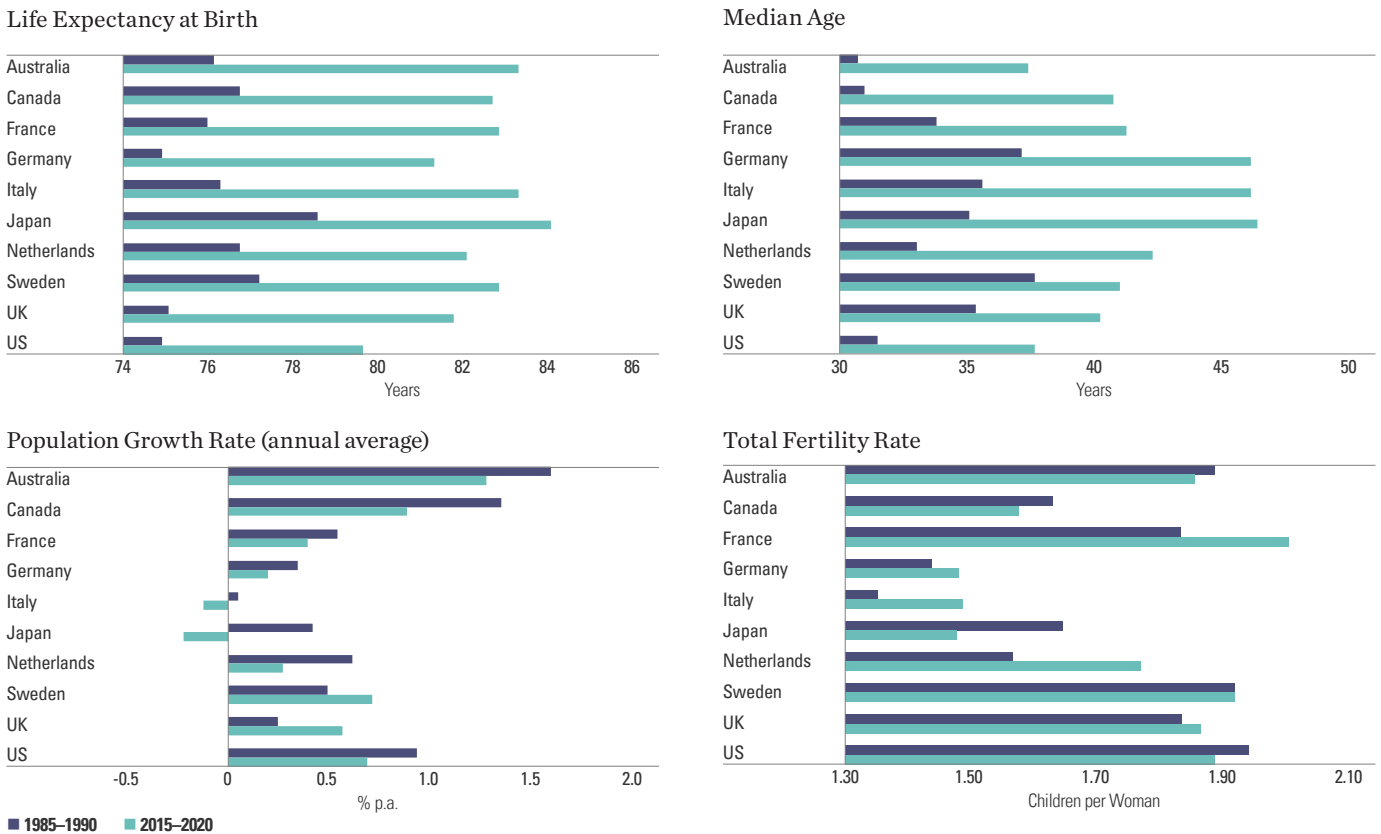 Life Expectancy at Birth
Australia
Canada
France
Germany
Italy
Japan
Netherlands
Sweden
UK
US
74 76 78 80 82 84 86
Years
Median Age
Australia
Canada
France
Germany
Italy
Japan
Netherlands
Sweden
UK
US
30 35 40 45 50
Years
Population Growth Rate (annual average)
Australia
Canada
France
Germany
Italy
Japan
Netherlands
Sweden
UK
US
-0.5 0 0.5 1.0 1.5 2.0
% p.a.
Total Fertility Rate
Australia
Canada
France
Germany
Italy
Japan
Netherlands
Sweden
UK
US
1.30 1.50 1.70 1.90 2.10
Children per Woman
1985–1990 2015–2020